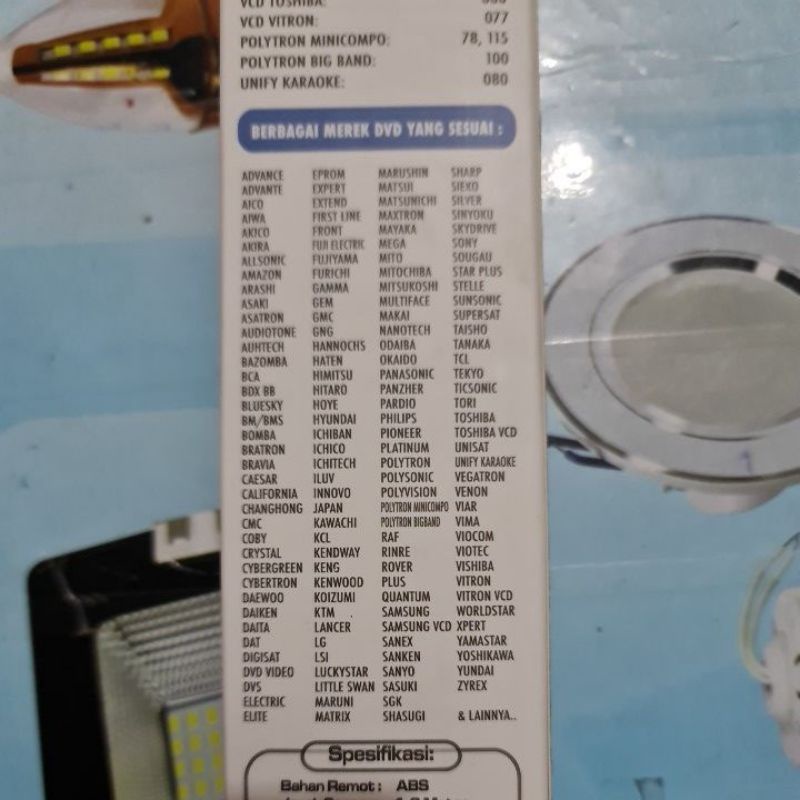 VCD TOSHIBA:
VCD VITRON: 077
POLYTRON MINICOMPO: 78, 115
POLYTRON BIG BAND: 100
UNIFY KARAOKE: 080
BERBAGAI MEREK DVD YANG SESUAI :
ADVANCE EPROM MARUSHIN SHARP
ADVANTE EXPERT MATSUI SIEKO
AICO EXTEND MATSUNICHI SILVER
AIWA FIRST LINE MAXTRON SINYOKU
AKICO FRONT MAYAKA SKYDRIVE
AKIRA FUJI ELECTRIC MEGA SONY
ALLSONIC FUJIYAMA MITO SOUGAU
AMAZON FURICHI MITOCHIBA STAR PLUS
ARASHI GAMMA MITSUKOSHI STELLE
ASAKI GEM MULTIFACE SUNSONIC
ASATRON GMC MAKAI SUPERSAT
AUDIOTONE GNG NANOTECH TAISHO
AUHTECH HANNOCHS ODAIBA TANAKA
BAZOMBA HATEN OKAIDO TCL
BCA HIMITSU PANASONIC TEKYO
BDX BB HITARO PANZHER TICSONIC
BLUESKY HOYE PARDIO TORI
BM/BMS HYUNDAI PHILIPS TOSHIBA
BOMBA ICHIBAN PIONEER TOSHIBA VCD
BRATRON ICHICO PLATINUM UNISAT
BRAVIA ICHITECH POLYTRON UNIFY KARAOKE
CAESAR ILUV POLYSONIC VEGATRON
CALIFORNIA INNOVO POLYVISION VENON
CHANGHONG JAPAN POLYTRON MINICOMPO VIAR
CMC KAWACHI POLYTRON BIGBAND VIMA
COBY KCL RAF VIOCOM
CRYSTAL KENDWAY RINRE VIOTEC
CYBERGREEN KENG ROVER VISHIBA
CYBERTRON KENWOOD PLUS VITRON
DAEWOO KOIZUMI QUANTUM VITRON VCD
DAIKEN KTM SAMSUNG WORLDSTAR
DAITA LANCER SAMSUNG VCD XPERT
DAT LG SANEX YAMASTAR
DIGISAT LSI SANKEN YOSHIKAWA
DVD VIDEO LUCKYSTAR SANYO YUNDAI
DVS LITTLE SWAN SASUKI ZYREX
ELECTRIC MARUNI SGK
ELITE MATRIX SHASUGI & LAINNYA..
Spesifikasi:
Bahan Remot : ABS